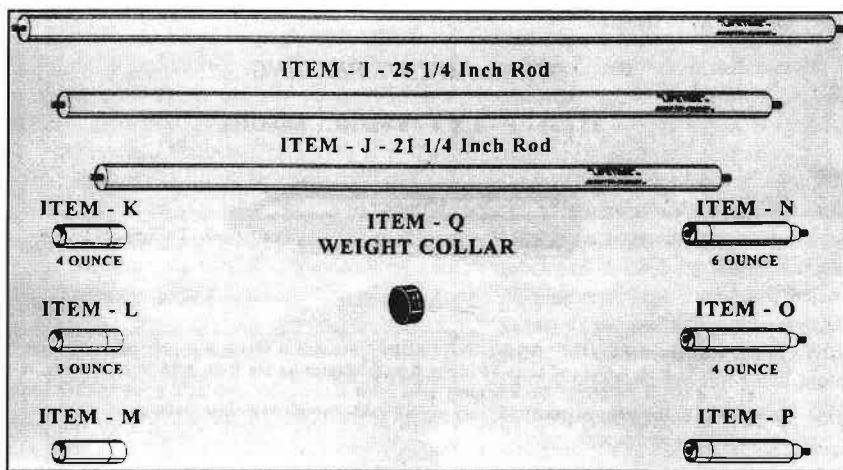 ITEM - I - 25 1/4 Inch Rod
ITEM - J - 21 1/4 Inch Rod
ITEM - K
4 OUNCE
ITEM - Q
WEIGHT COLLAR
ITEM - N
6 OUNCE
ITEM - L
3 OUNCE
ITEM - O
4 OUNCE
ITEM - M
ITEM - P